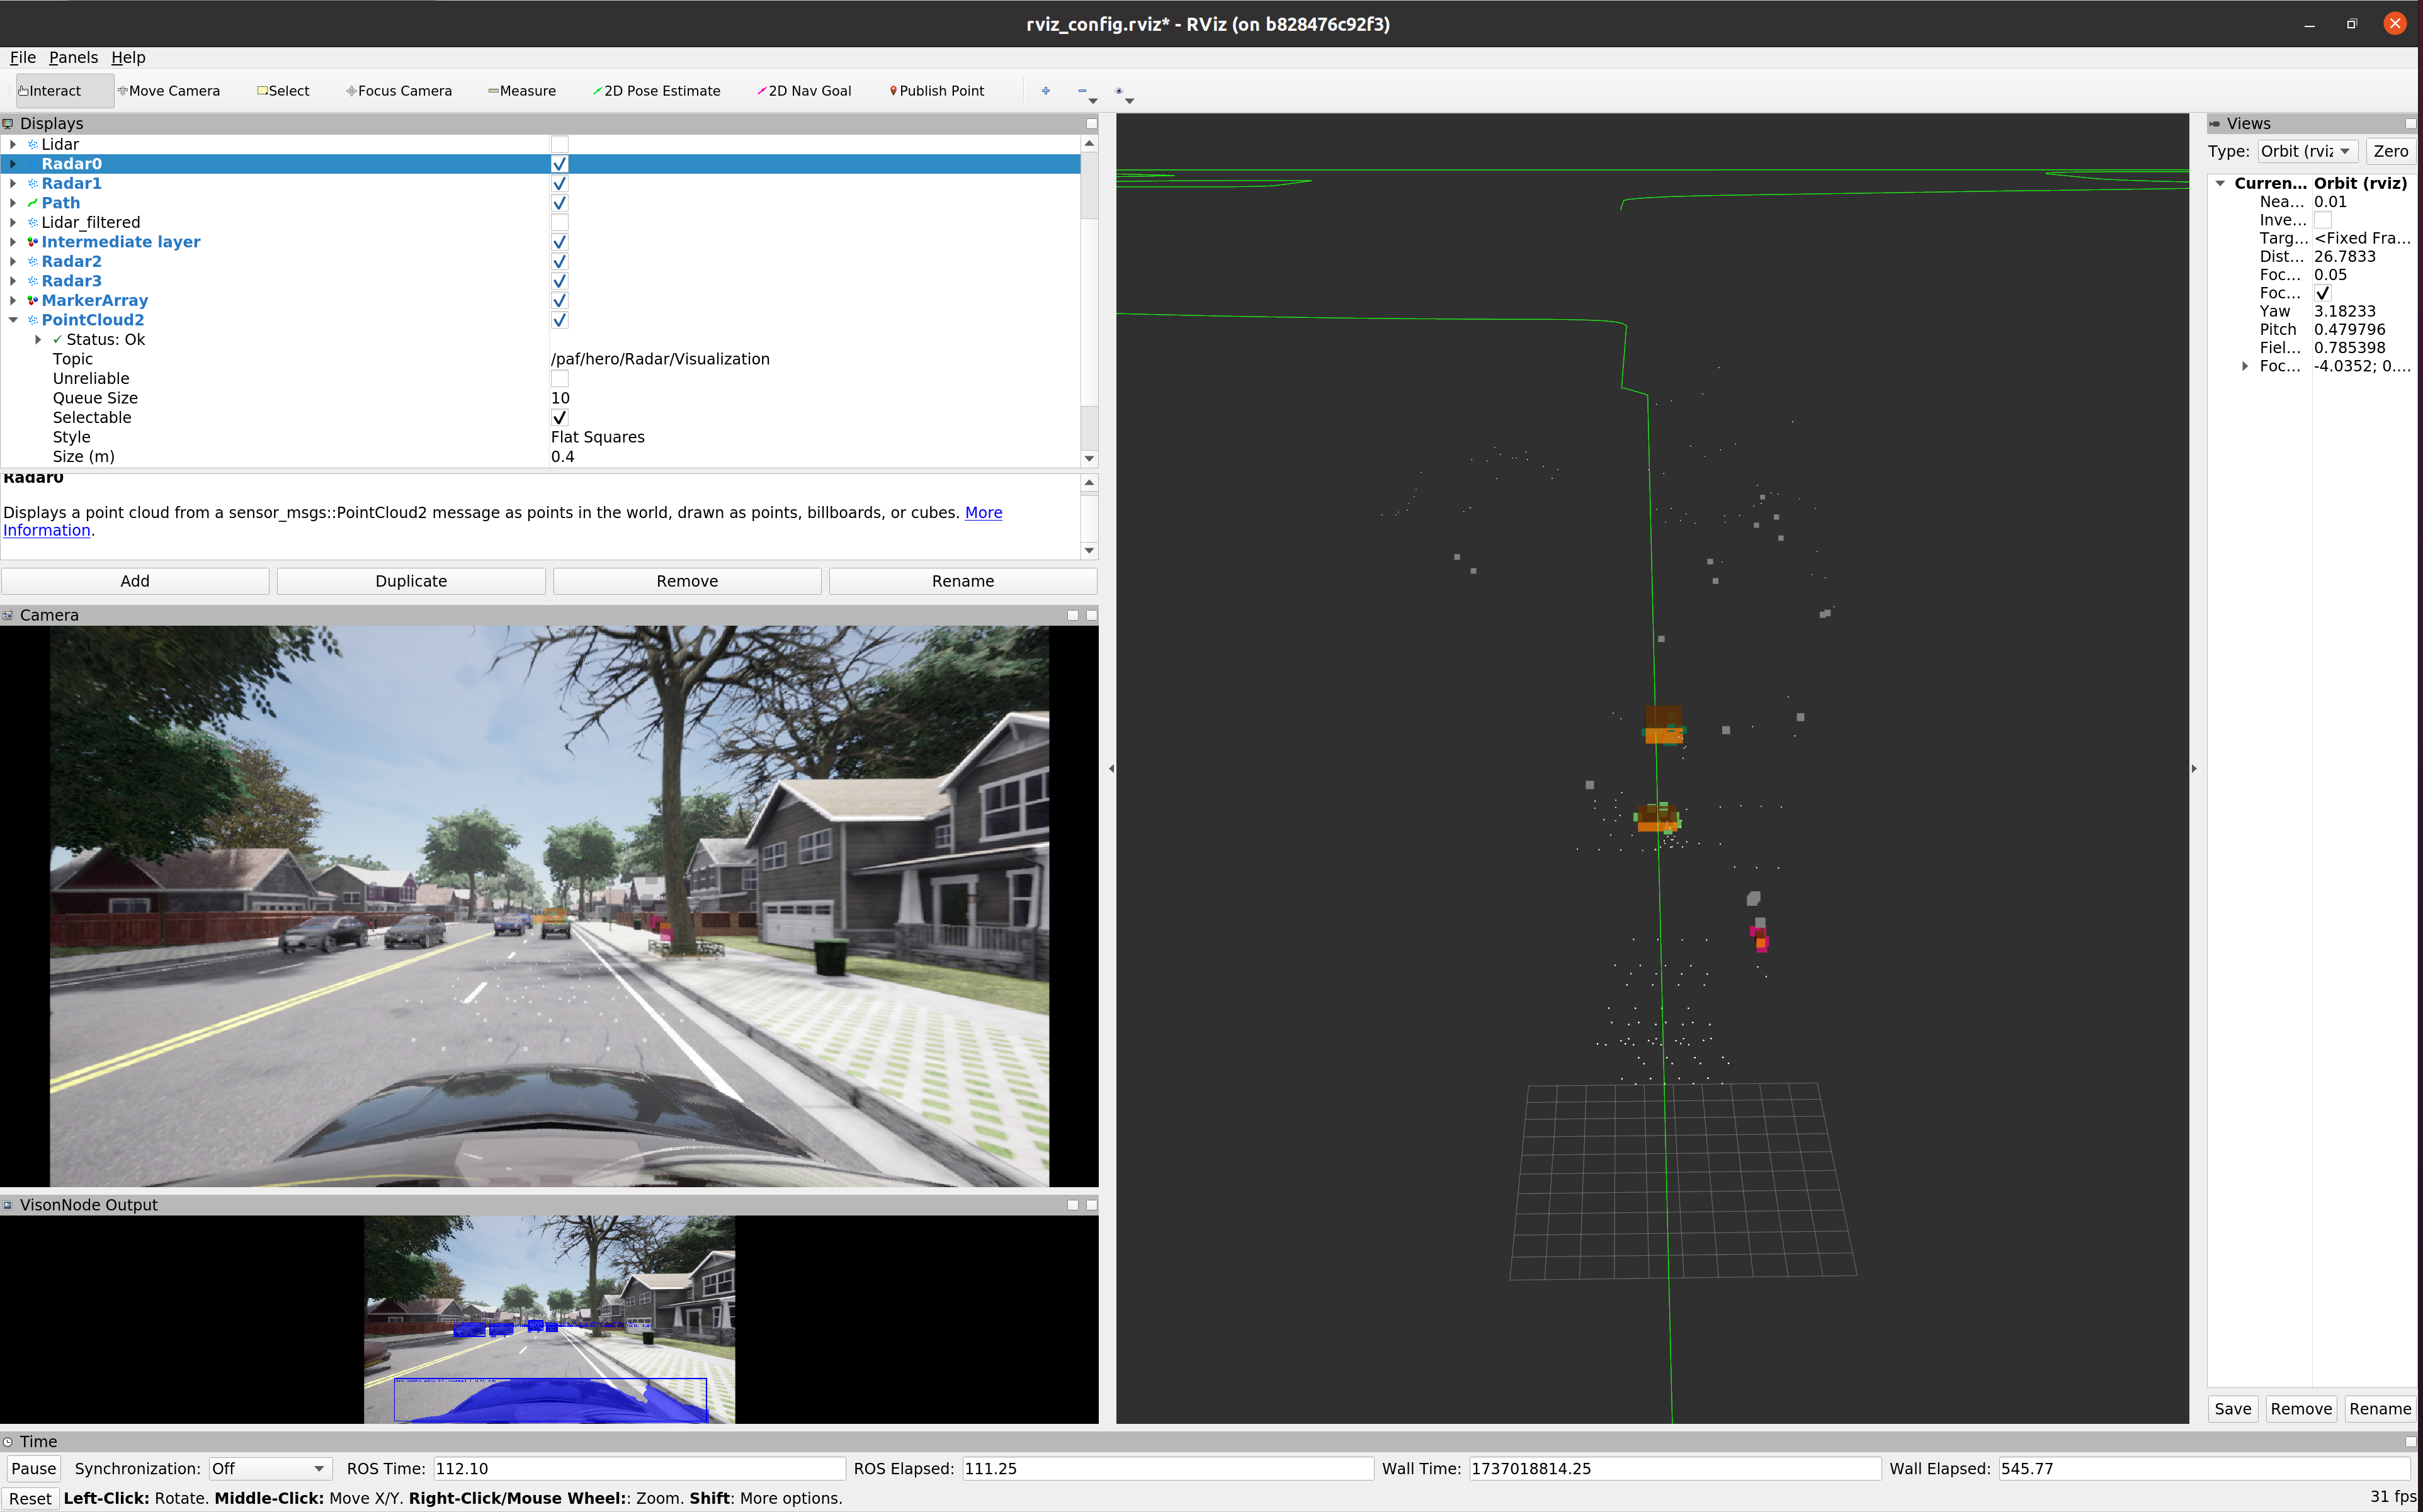 rviz_config.rviz* - RViz (on b828476c92f3)
File Panels Help
Interact Move Camera Select Focus Camera Measure 2D Pose Estimate 2D Nav Goal Publish Point
Displays
Lidar
Radar0
Radar1
Path
Lidar_filtered
Intermediate layer
Radar2
Radar3
MarkerArray
PointCloud2
✓ Status: Ok
Topic /paf/hero/Radar/Visualization
Unreliable
Queue Size 10
Selectable
Style Flat Squares
Size (m) 0.4
Radar0
Displays a point cloud from a sensor_msgs::PointCloud2 message as points in the world, drawn as points, billboards, or cubes. More
Information.
Add Duplicate Remove Rename
Camera
VisonNode Output
Views
Type: Orbit (rviz Zero
Curren... Orbit (rviz)
Nea... 0.01
Inve...
Targ... <Fixed Fra...
Dist... 26.7833
Foc... 0.05
Foc...
Yaw 3.18233
Pitch 0.479796
Fiel... 0.785398
Foc... -4.0352; 0....
Save Remove Rename
Time
Pause Synchronization: Off ROS Time: 112.10 ROS Elapsed: 111.25 Wall Time: 1737018814.25 Wall Elapsed: 545.77
Reset Left-Click: Rotate. Middle-Click: Move X/Y. Right-Click/Mouse Wheel:: Zoom. Shift: More options. 31 fps